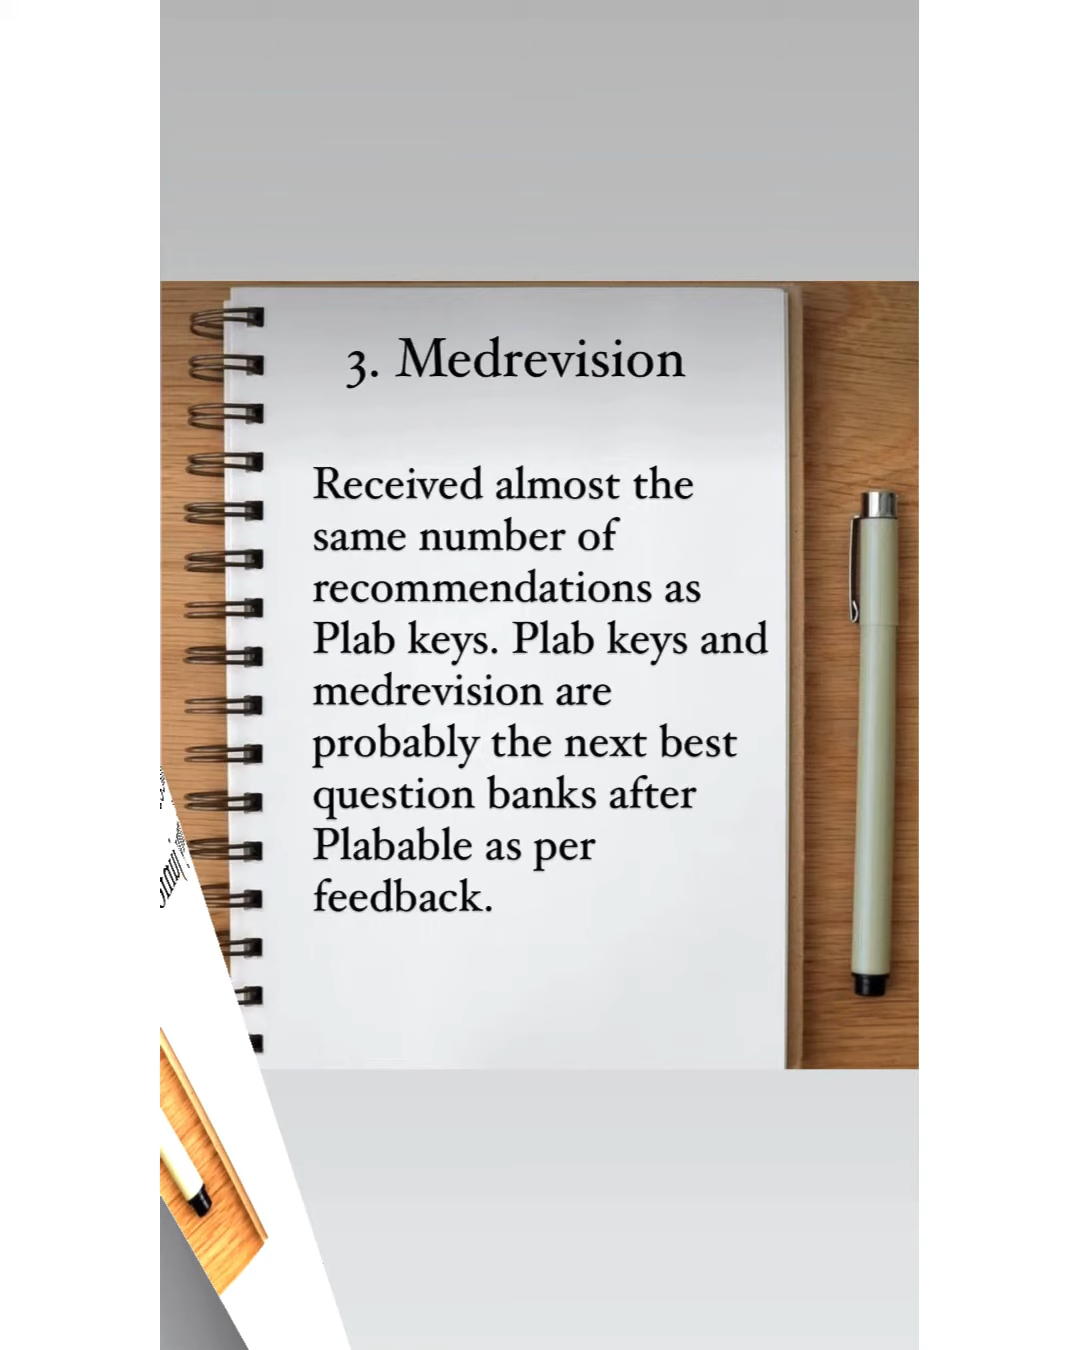 3. Medrevision
Received almost the
same number of
recommendations as
Plab keys. Plab keys and
medrevision are
probably the next best
question banks after
Plabable as per
feedback.